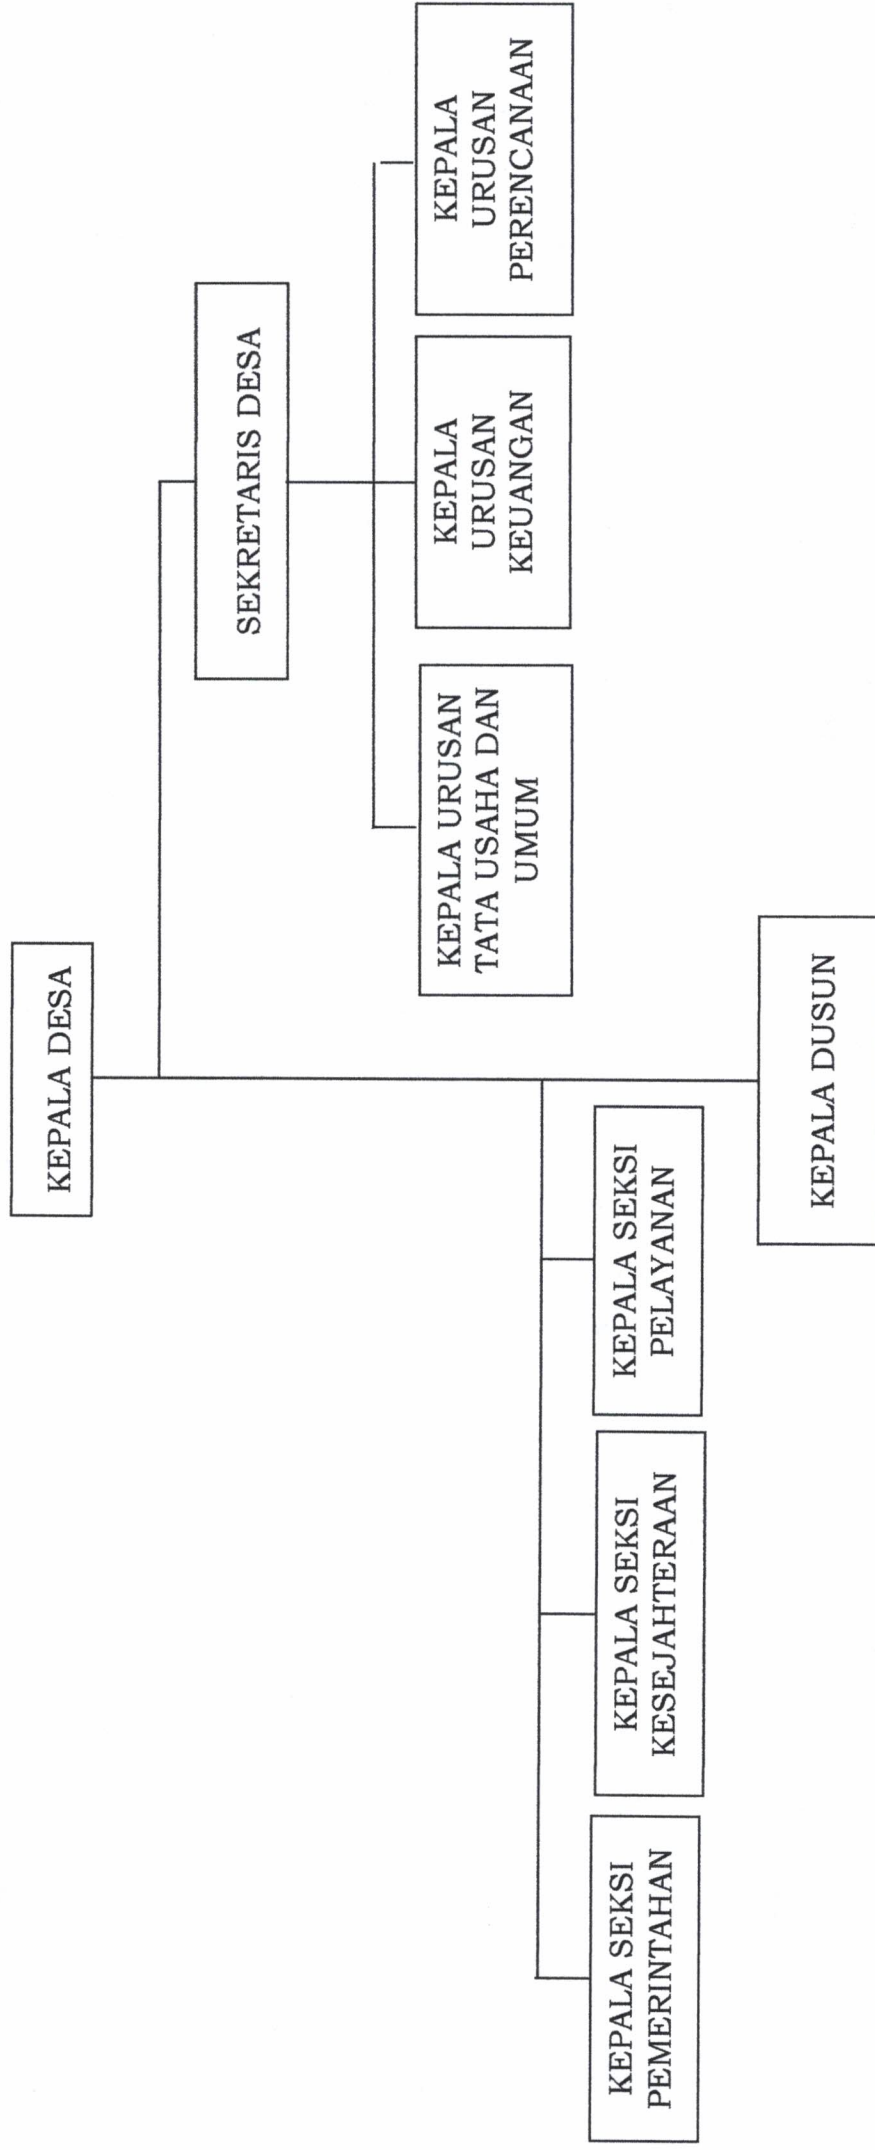 KEPALA DESA
SEKRETARIS DESA
KEPALA URUSAN
TATA USAHA DAN
UMUM
KEPALA
URUSAN
KEUANGAN
KEPALA
URUSAN
PERENCANAAN
KEPALA SEKSI
PEMERINTAHAN
KEPALA SEKSI
KESEJAHTERAAN
KEPALA SEKSI
PELAYANAN
KEPALA DUSUN